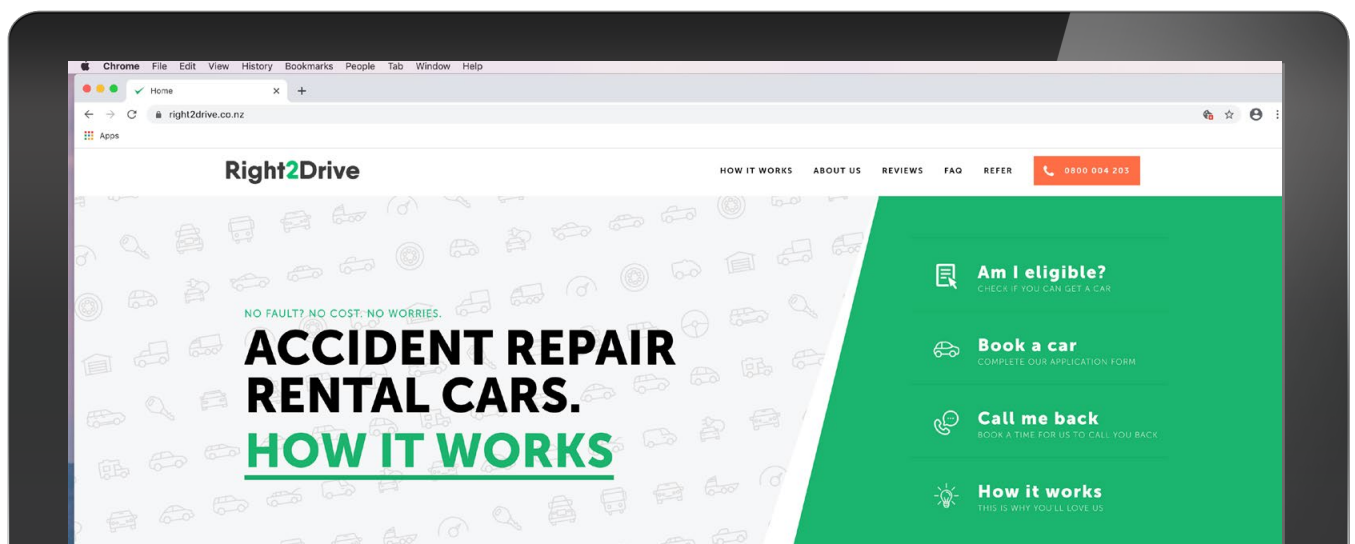 Chrome File Edit View History Bookmarks People Tab Window Help
Home
right2drive.co.nz
Apps
Right2Drive
HOW IT WORKS ABOUT US REVIEWS FAQ REFER 0800 004 203
NO FAULT? NO COST. NO WORRIES.
ACCIDENT REPAIR
RENTAL CARS.
HOW IT WORKS
Am I eligible?
CHECK IF YOU CAN GET A CAR
Book a car
COMPLETE OUR APPLICATION FORM
Call me back
BOOK A TIME FOR US TO CALL YOU BACK
How it works
THIS IS WHY YOU'LL LOVE US